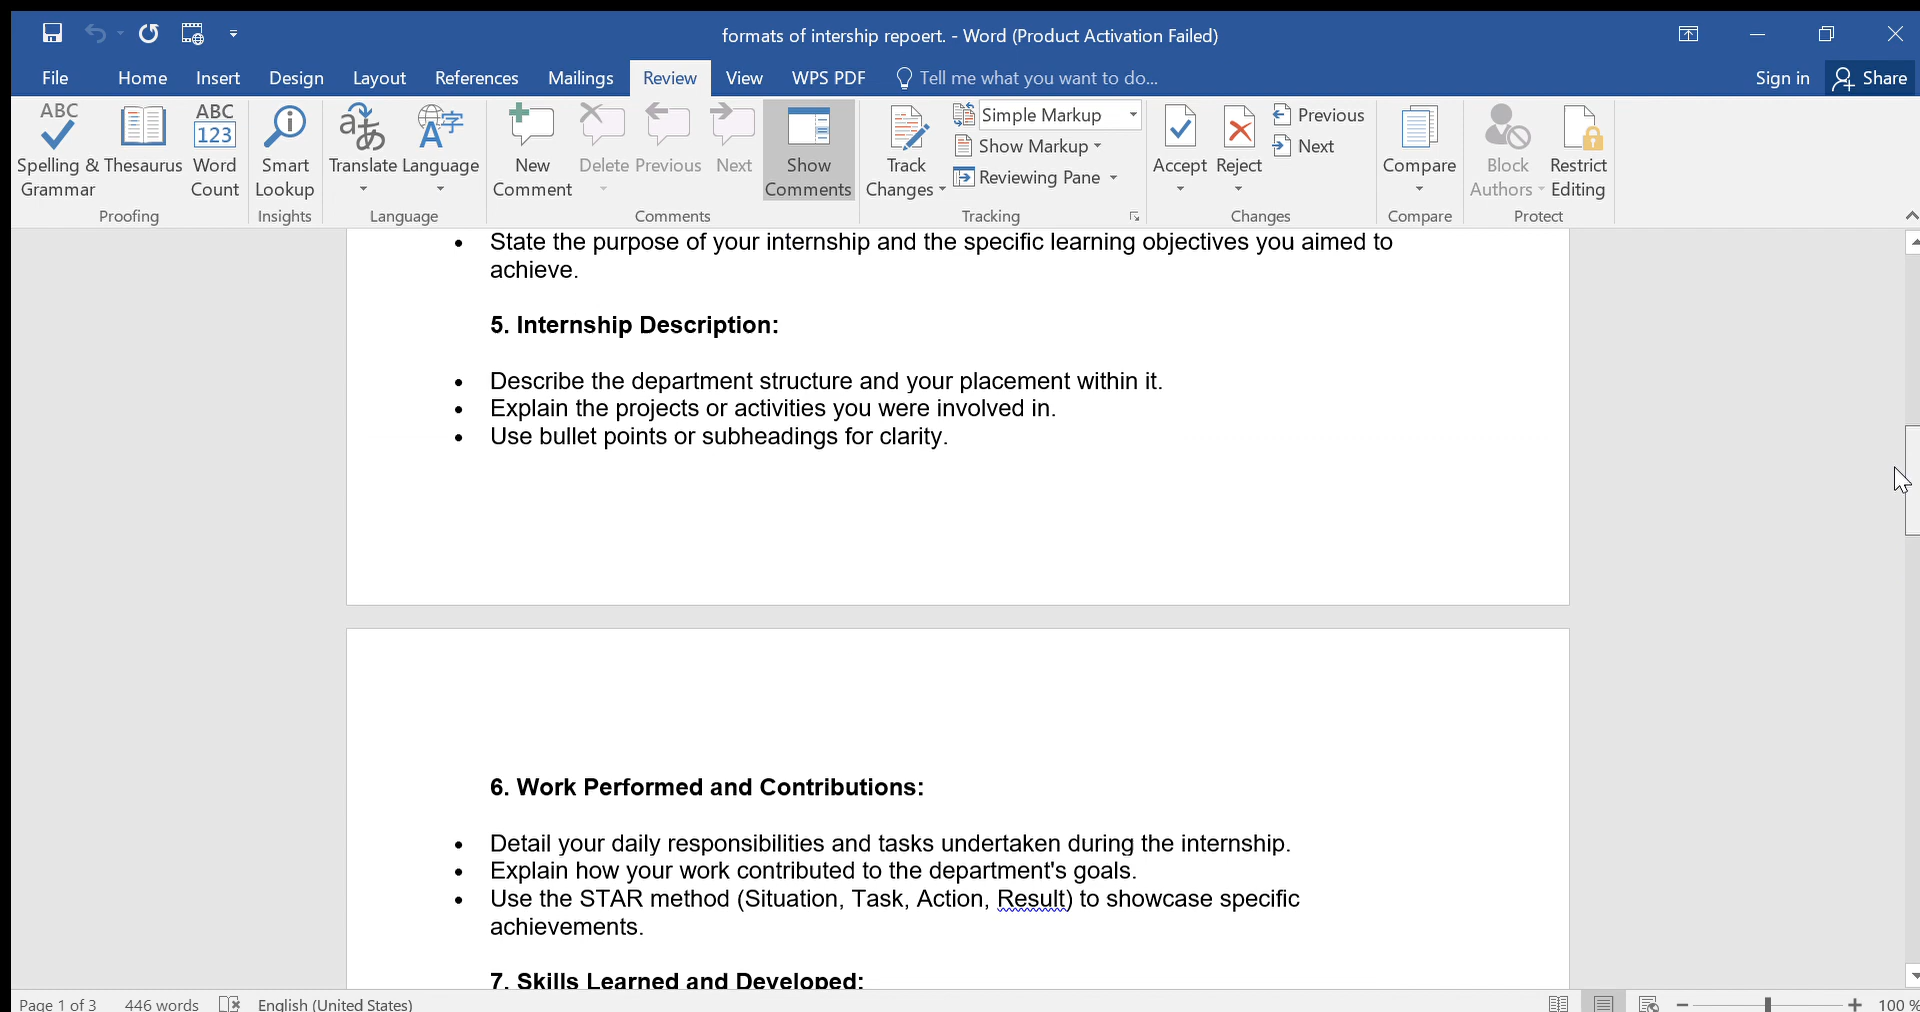 formats of intership repoert. - Word (Product Activation Failed)
File Home Insert Design Layout References Mailings Review View WPS PDF Tell me what you want to do... Sign in Share
ABC
Spelling & Grammar
Thesaurus
ABC
123
Word Count
Proofing
Smart Lookup
Insights
Translate
Language
Language
New Comment
Delete
Previous
Next
Show Comments
Comments
Track Changes
Simple Markup
Show Markup
Reviewing Pane
Tracking
Accept
Reject
Previous
Next
Changes
Compare
Compare
Block Authors
Restrict Editing
Protect
• State the purpose of your internship and the specific learning objectives you aimed to
achieve.
5. Internship Description:
• Describe the department structure and your placement within it.
• Explain the projects or activities you were involved in.
• Use bullet points or subheadings for clarity.
6. Work Performed and Contributions:
• Detail your daily responsibilities and tasks undertaken during the internship.
• Explain how your work contributed to the department's goals.
• Use the STAR method (Situation, Task, Action, Result) to showcase specific
achievements.
7. Skills Learned and Developed:
Page 1 of 3 446 words English (United States) 100 %